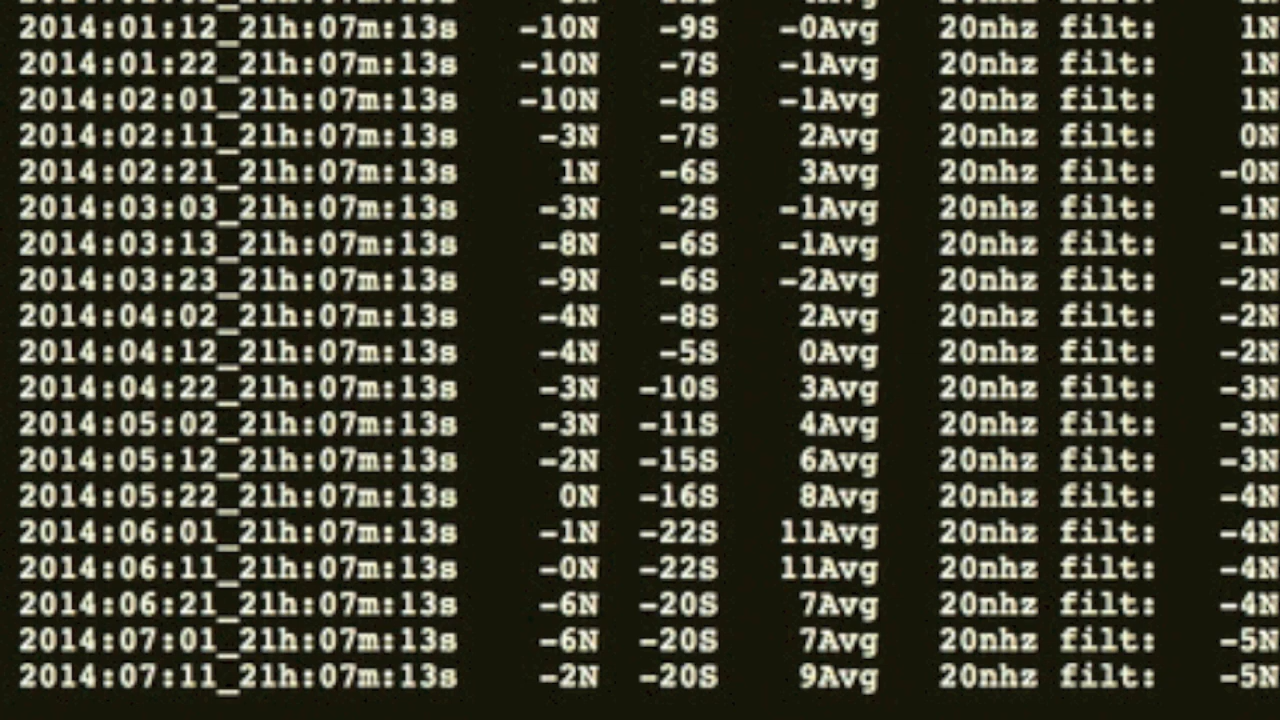 2014:01:12_21h:07m:13s -10N -9S -0Avg 20nhz filt: 1N
2014:01:22_21h:07m:13s -10N -7S -1Avg 20nhz filt: 1N
2014:02:01_21h:07m:13s -10N -8S -1Avg 20nhz filt: 1N
2014:02:11_21h:07m:13s -3N -7S 2Avg 20nhz filt: 0N
2014:02:21_21h:07m:13s 1N -6S 3Avg 20nhz filt: -0N
2014:03:03_21h:07m:13s -3N -2S -1Avg 20nhz filt: -1N
2014:03:13_21h:07m:13s -8N -6S -1Avg 20nhz filt: -1N
2014:03:23_21h:07m:13s -9N -6S -2Avg 20nhz filt: -2N
2014:04:02_21h:07m:13s -4N -8S 2Avg 20nhz filt: -2N
2014:04:12_21h:07m:13s -4N -5S 0Avg 20nhz filt: -2N
2014:04:22_21h:07m:13s -3N -10S 3Avg 20nhz filt: -3N
2014:05:02_21h:07m:13s -3N -11S 4Avg 20nhz filt: -3N
2014:05:12_21h:07m:13s -2N -15S 6Avg 20nhz filt: -3N
2014:05:22_21h:07m:13s 0N -16S 8Avg 20nhz filt: -4N
2014:06:01_21h:07m:13s -1N -22S 11Avg 20nhz filt: -4N
2014:06:11_21h:07m:13s -0N -22S 11Avg 20nhz filt: -4N
2014:06:21_21h:07m:13s -6N -20S 7Avg 20nhz filt: -4N
2014:07:01_21h:07m:13s -6N -20S 7Avg 20nhz filt: -5N
2014:07:11_21h:07m:13s -2N -20S 9Avg 20nhz filt: -5N